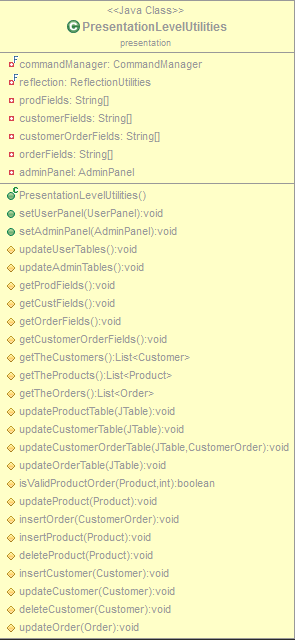 <<Java Class>>
PresentationLevelUtilities
presentation
commandManager: CommandManager
reflection: ReflectionUtilities
prodFields: String[]
customerFields: String[]
customerOrderFields: String[]
orderFields: String[]
adminPanel: AdminPanel
PresentationLevelUtilities()
setUserPanel(UserPanel):void
setAdminPanel(AdminPanel):void
updateUserTables():void
updateAdminTables():void
getProdFields():void
getCustFields():void
getOrderFields():void
getCustomerOrderFields():void
getTheCustomers():List<Customer>
getTheProducts():List<Product>
getTheOrders():List<Order>
updateProductTable(JTable):void
updateCustomerTable(JTable):void
updateCustomerOrderTable(JTable,CustomerOrder):void
updateOrderTable(JTable):void
isValidProductOrder(Product,int):boolean
updateProduct(Product):void
insertOrder(CustomerOrder):void
insertProduct(Product):void
deleteProduct(Product):void
insertCustomer(Customer):void
updateCustomer(Customer):void
deleteCustomer(Customer):void
updateOrder(Order):void